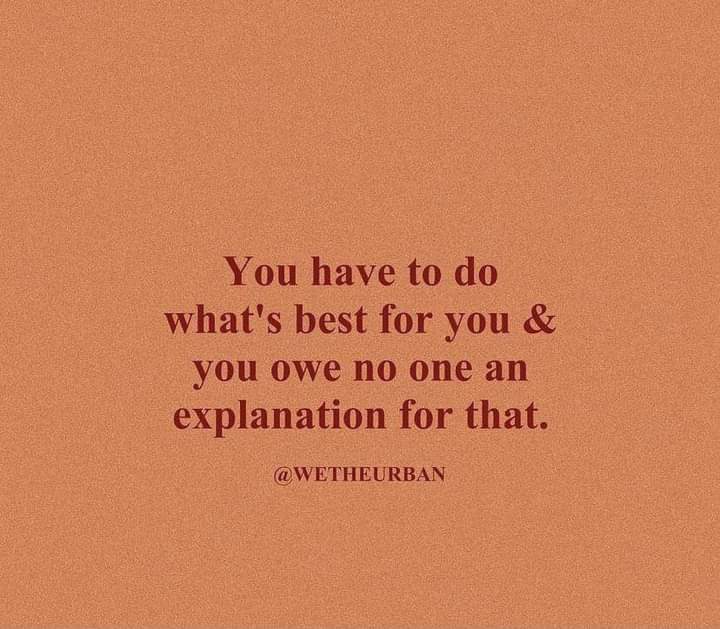 You have to do
what's best for you &
you owe no one an
explanation for that.
@WETHEURBAN